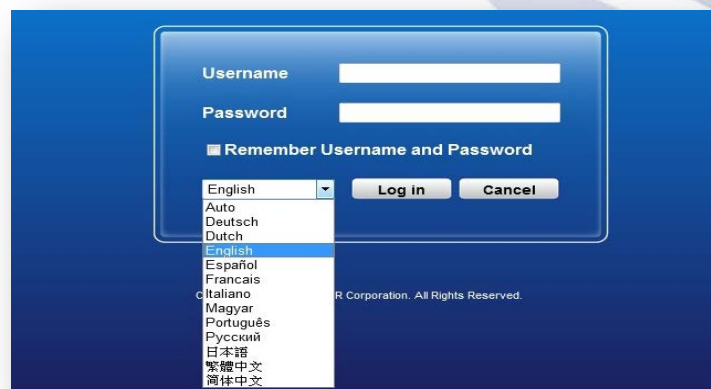 Username
Password
Remember Username and Password
English
Log in
Cancel
Auto
Deutsch
Dutch
English
Español
Francais
Italiano
Magyar
Português
Русский
日本語
繁體中文
简体中文
R Corporation. All Rights Reserved.